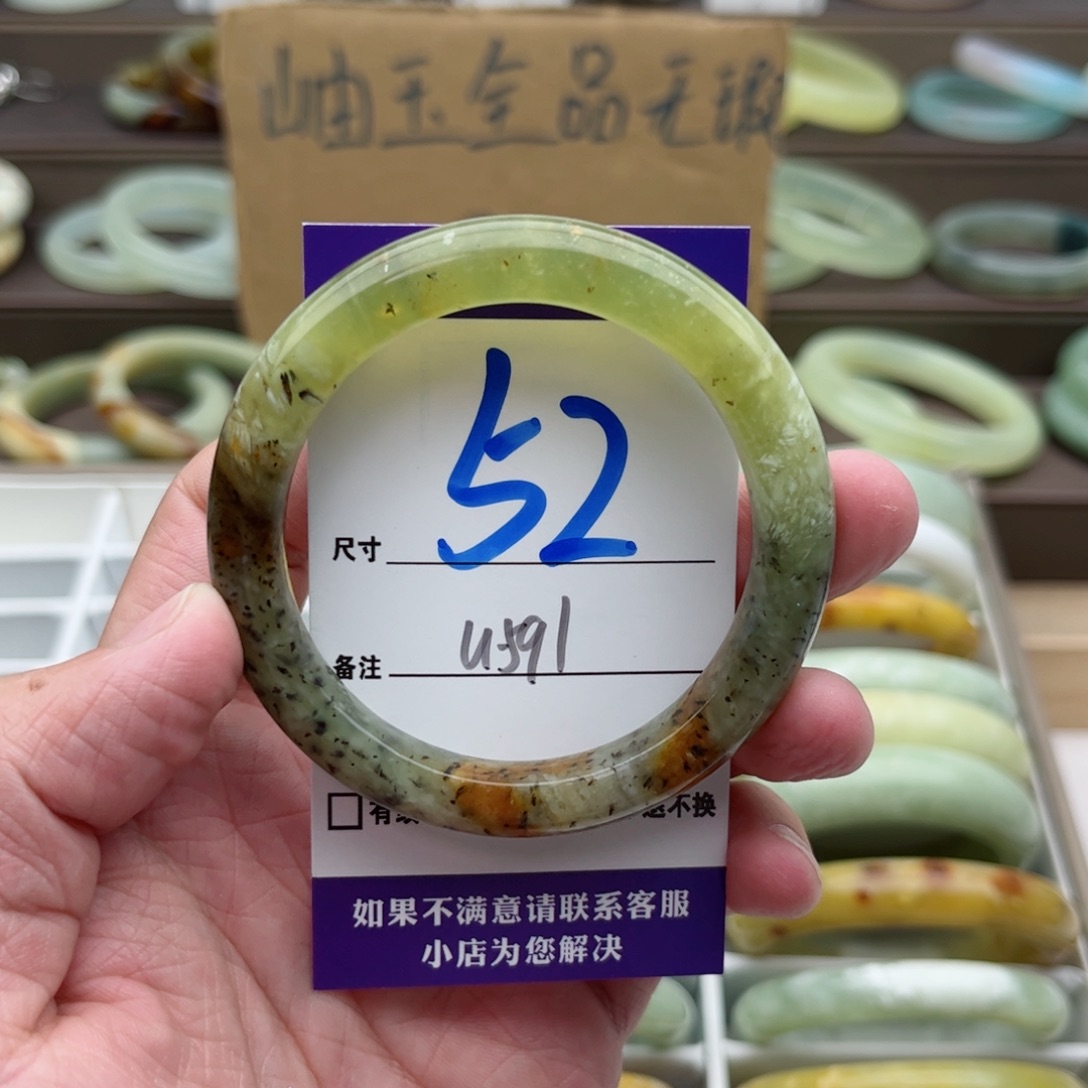 岫玉全品无
52
尺寸
备注 U591
有
退不换
如果不满意请联系客服
小店为您解决